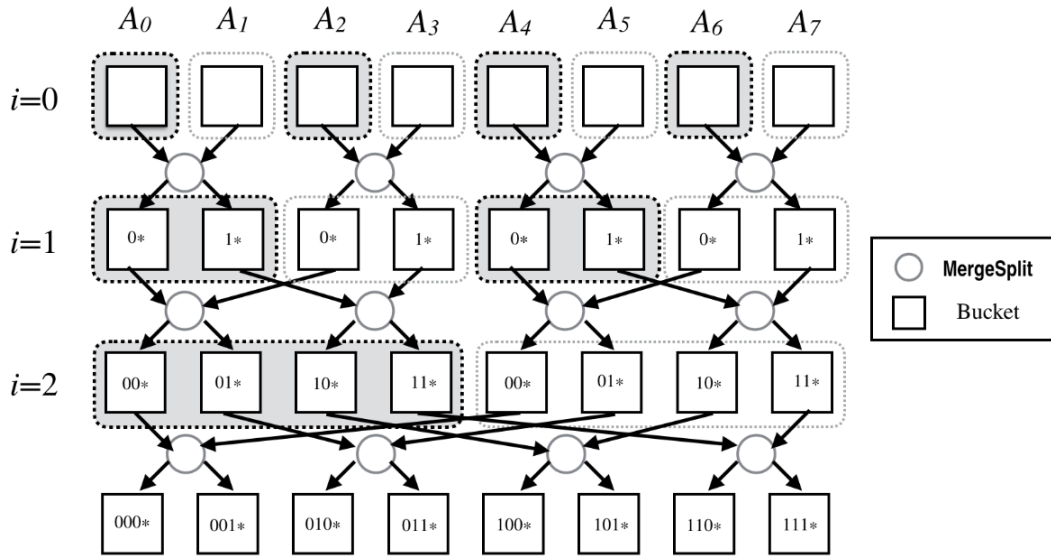 A₀ A₁ A₂ A₃ A₄ A₅ A₆ A₇
i=0
i=1
0* 1* 0* 1* 0* 1* 0* 1*
MergeSplit
Bucket
i=2
00* 01* 10* 11* 00* 01* 10* 11*
000* 001* 010* 011* 100* 101* 110* 111*